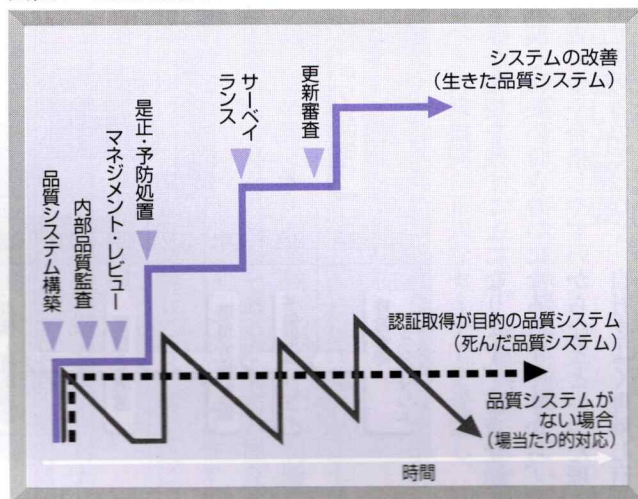 品質システム構築
内部品質監査
マネジメント・レビュー
是正・予防処置
サーベイ
ランス
更新審査
システムの改善
(生きた品質システム)
認証取得が目的の品質システム
(死んだ品質システム)
品質システムが
ない場合
(場当たり的対応)
時間